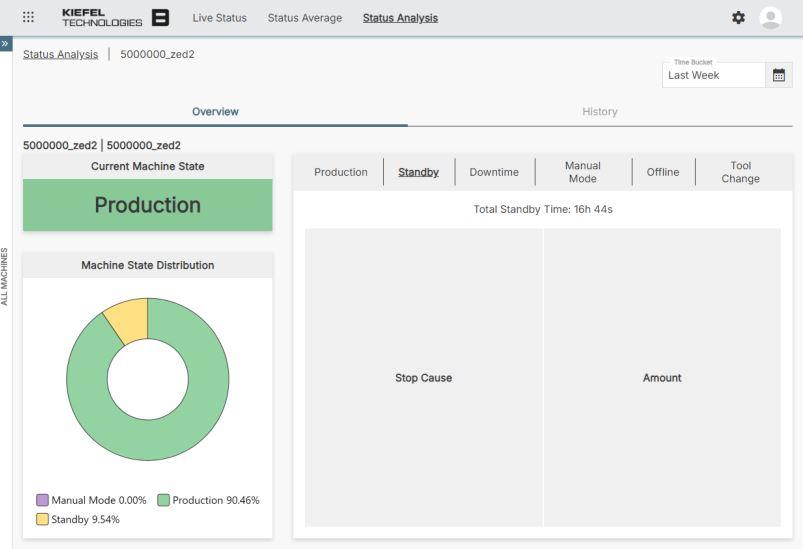 KIEFEL
TECHNOLOGIES
Live Status
Status Average
Status Analysis
Status Analysis | 5000000_zed2
Time Bucket
Last Week
Overview
History
5000000_zed2 | 5000000_zed2
Current Machine State
Production
Machine State Distribution
Manual Mode 0.00%
Production 90.46%
Standby 9.54%
Production
Standby
Downtime
Manual
Mode
Offline
Tool
Change
Total Standby Time: 16h 44s
Stop Cause
Amount
ALL MACHINES